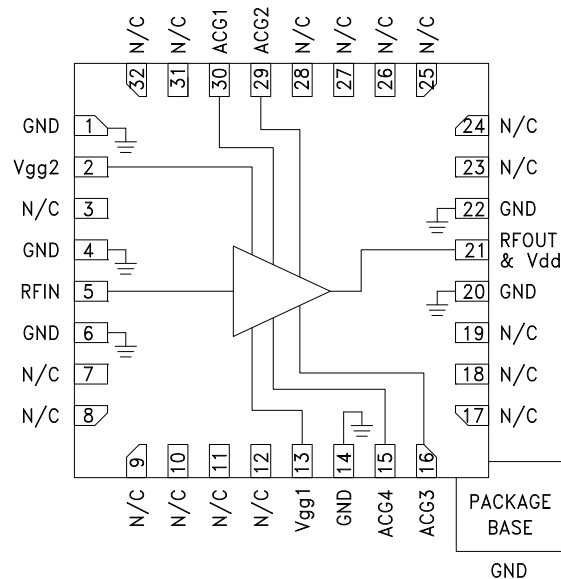 N/C N/C ACG1 ACG2 N/C N/C N/C N/C
32 31 30 29 28 27 26 25
GND 1
Vgg2 2
N/C 3
GND 4
RFIN 5
GND 6
N/C 7
N/C 8
24 N/C
23 N/C
22 GND
21 RFOUT
& Vdd
20 GND
19 N/C
18 N/C
17 N/C
9 10 11 12 13 14 15 16
N/C N/C N/C N/C Vgg1 GND ACG4 ACG3
PACKAGE
BASE
GND